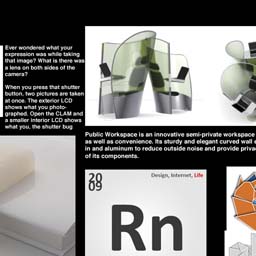 Ever wondered what your
expression was while taking
that image? What is there was
a lens on both sides of the
camera?
When you press that shutter
button, two pictures are taken
at once. The exterior LCD
shows what you photo-
graphed. Open the CLAM and
a smaller interior LCD shows
what you, the shutter bug
Public Workspace is an innovative semi-private workspace
as well as convenience. Its sturdy and elegant curved wall e
in and aluminum to reduce outside noise and provide priva
of its components.
20
09
Design, Internet, Life
Rn